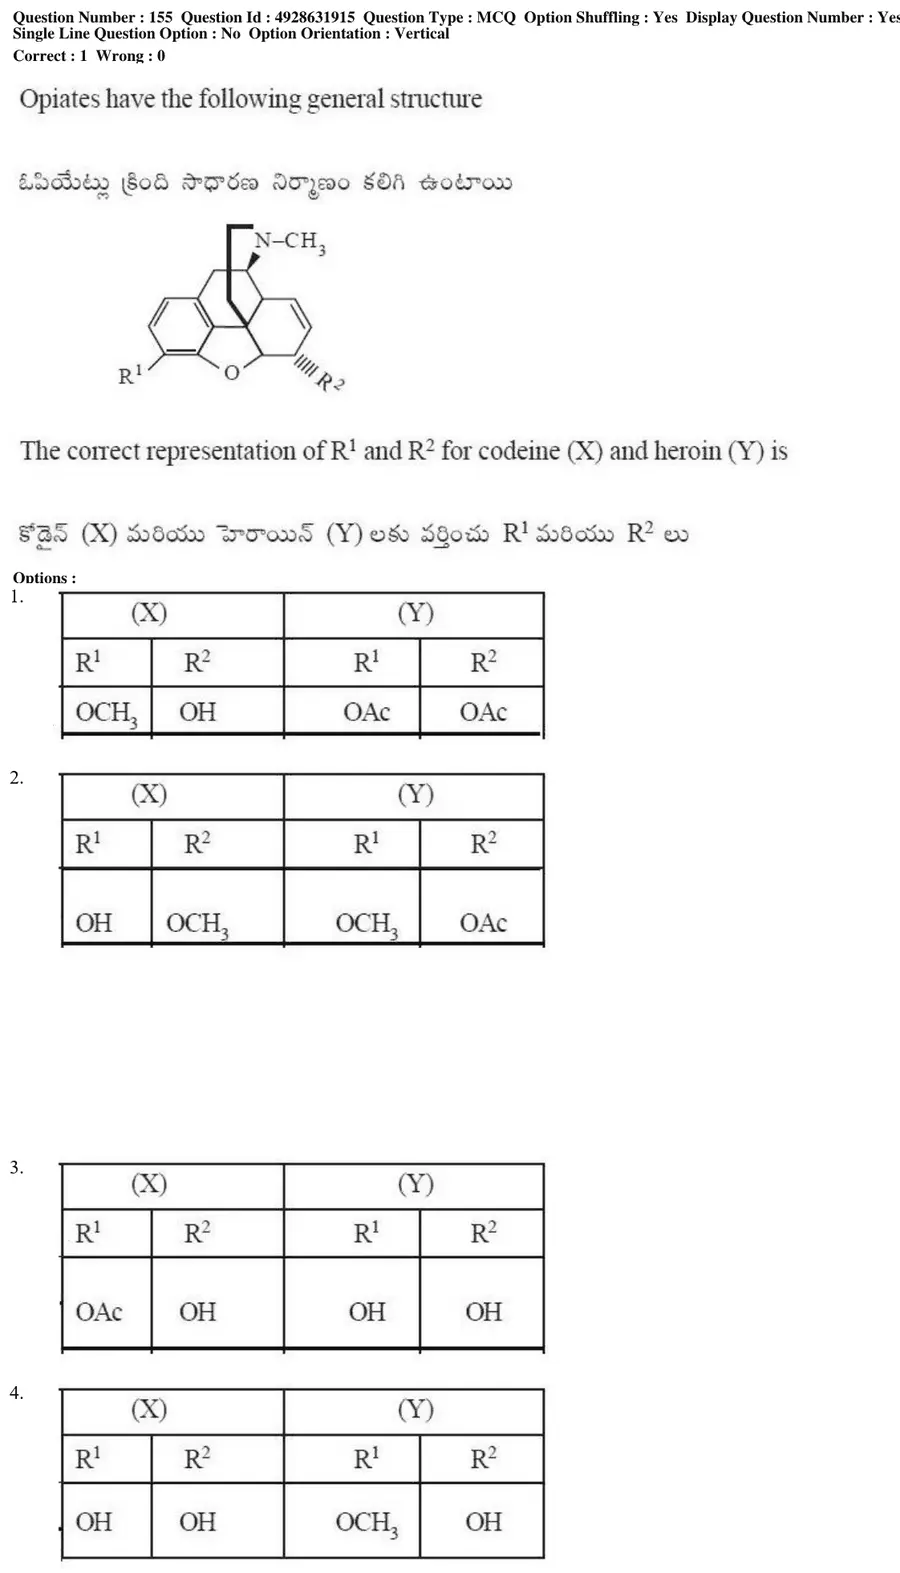 Question Number : 155 Question Id : 4928631915 Question Type : MCQ Option Shuffling : Yes Display Question Number : Yes
Single Line Question Option : No Option Orientation : Vertical
Correct : 1 Wrong : 0
Opiates have the following general structure
ఓపియేట్లు క్రింది సాధారణ నిర్మాణం కలిగి ఉంటాయి
N–CH3
R1
O
R2
The correct representation of R1 and R2 for codeine (X) and heroin (Y) is
కోడైన్ (X) మరియు హెరాయిన్ (Y) లకు వర్తించు R1 మరియు R2 లు
Options :
1.
(X) (Y)
R1 R2 R1 R2
OCH3 OH OAc OAc
2.
(X) (Y)
R1 R2 R1 R2
OH OCH3 OCH3 OAc
3.
(X) (Y)
R1 R2 R1 R2
OAc OH OH OH
4.
(X) (Y)
R1 R2 R1 R2
OH OH OCH3 OH